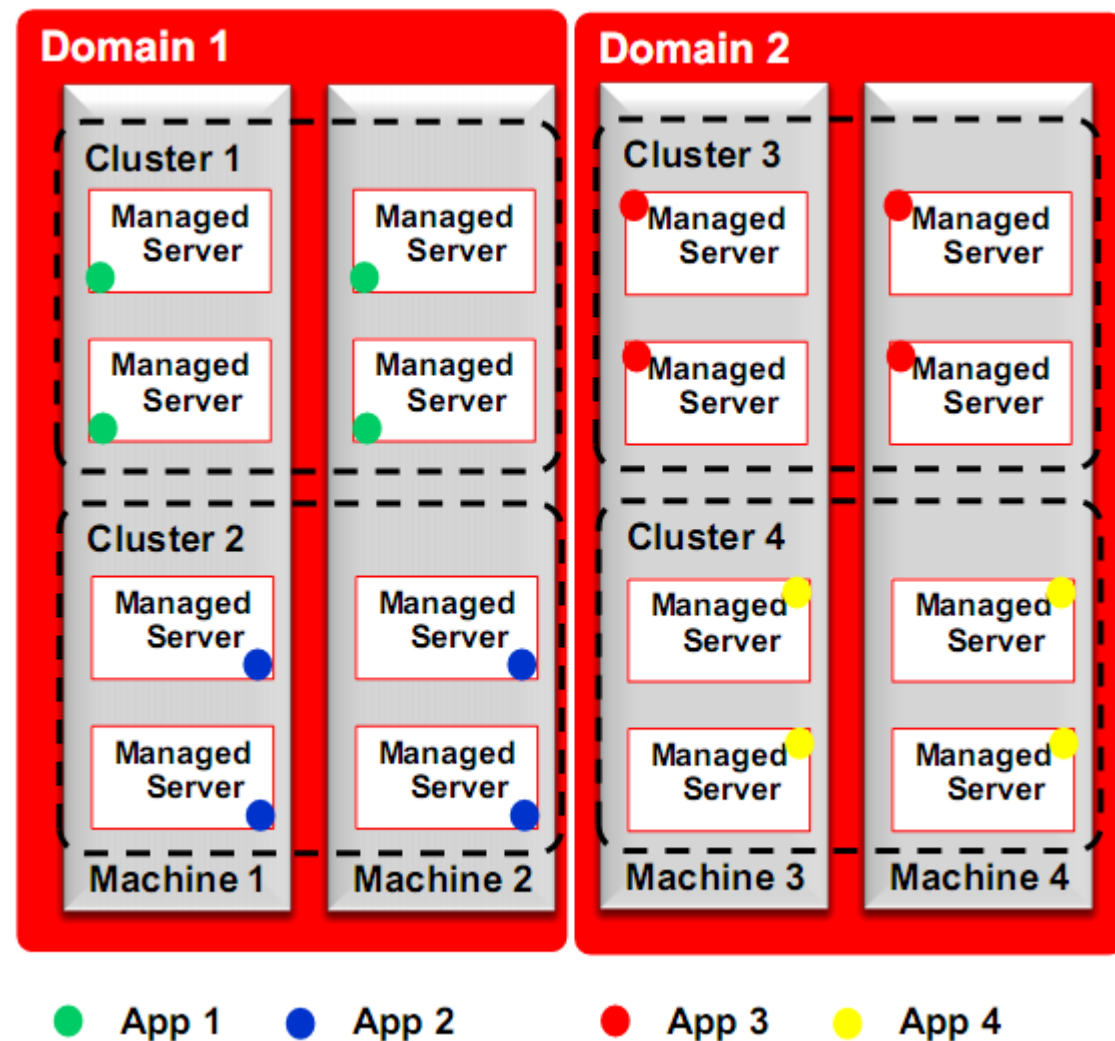 Domain 1
Cluster 1
Managed
Server
Managed
Server
Managed
Server
Managed
Server
Cluster 2
Managed
Server
Managed
Server
Managed
Server
Managed
Server
Machine 1
Machine 2
Domain 2
Cluster 3
Managed
Server
Managed
Server
Managed
Server
Managed
Server
Cluster 4
Managed
Server
Managed
Server
Managed
Server
Managed
Server
Machine 3
Machine 4
App 1
App 2
App 3
App 4